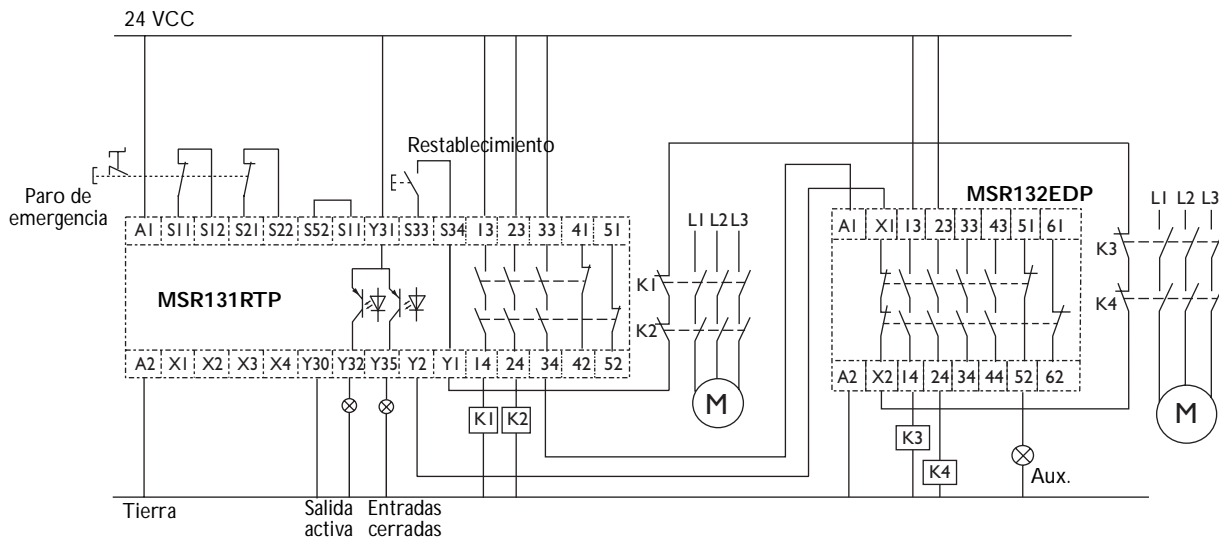 24 VCC
Restablecimiento
Paro de
emergencia
MSR132EDP
A1 S11 S12 S21 S22 S52 S11 Y31 S33 S34 13 23 33 41 51
L1 L2 L3
A1 X1 13 23 33 43 51 61
L1 L2 L3
K3
K1
MSR131RTP
K4
K2
A2 X1 X2 X3 X4 Y30 Y32 Y35 Y2 Y1 14 24 34 42 52
A2 X2 14 24 34 44 52 62
M
M
K1 K2
K3
K4
Aux.
Tierra
Salida
activa
Entradas
cerradas